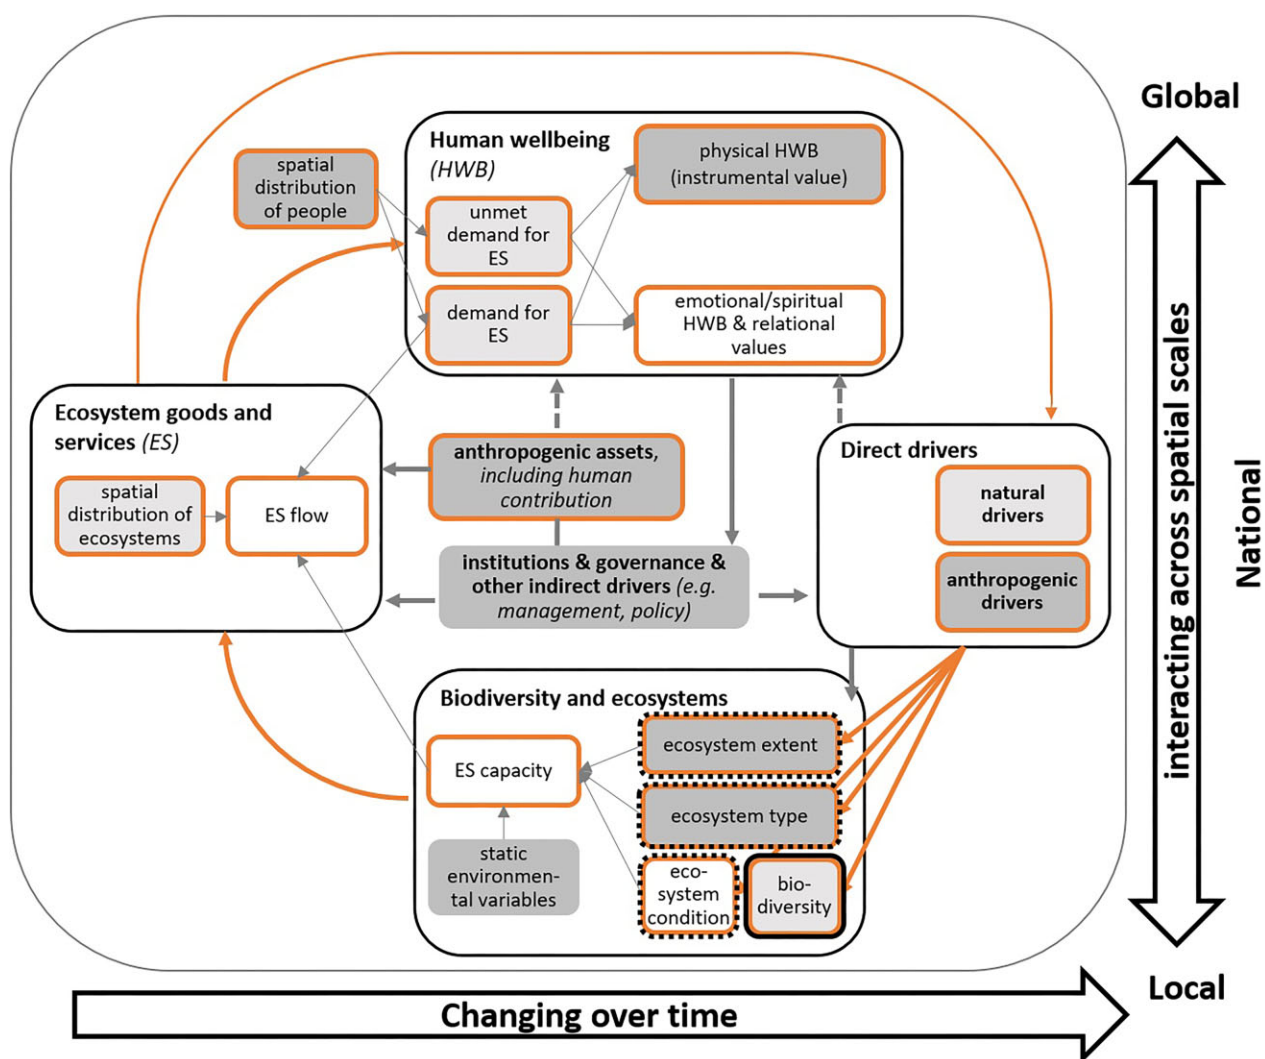 Global
Human wellbeing
(HWB)
physical HWB
(instrumental value)
spatial
distribution
of people
unmet
demand for
ES
demand for
ES
emotional/spiritual
HWB & relational
values
Ecosystem goods and
services (ES)
spatial
distribution of
ecosystems
ES flow
anthropogenic assets,
including human
contribution
institutions & governance &
other indirect drivers (e.g.
management, policy)
Direct drivers
natural
drivers
anthropogenic
drivers
interacting across spatial scales
National
Biodiversity and ecosystems
ecosystem extent
ES capacity
ecosystem type
static
environmen-
tal variables
eco-
system
condition
bio-
diversity
Local
Changing over time